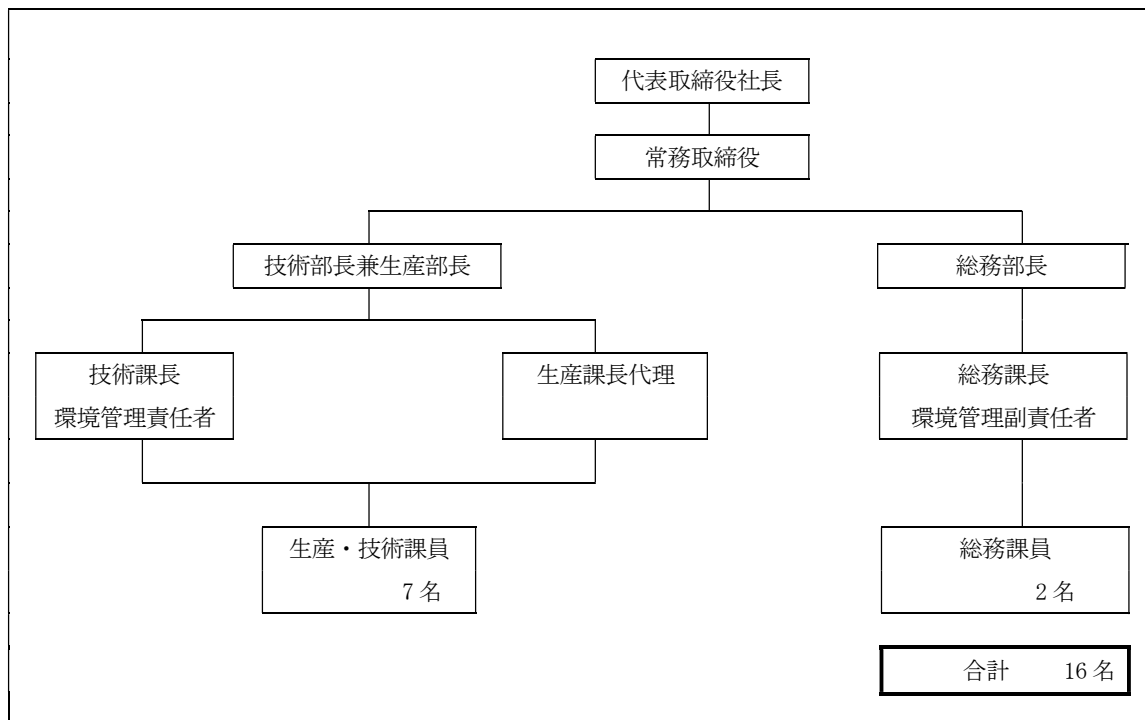 代表取締役社長
常務取締役
技術部長兼生産部長
総務部長
技術課長
環境管理責任者
生産課長代理
総務課長
環境管理副責任者
生産・技術課員
7 名
総務課員
2 名
合計 16 名